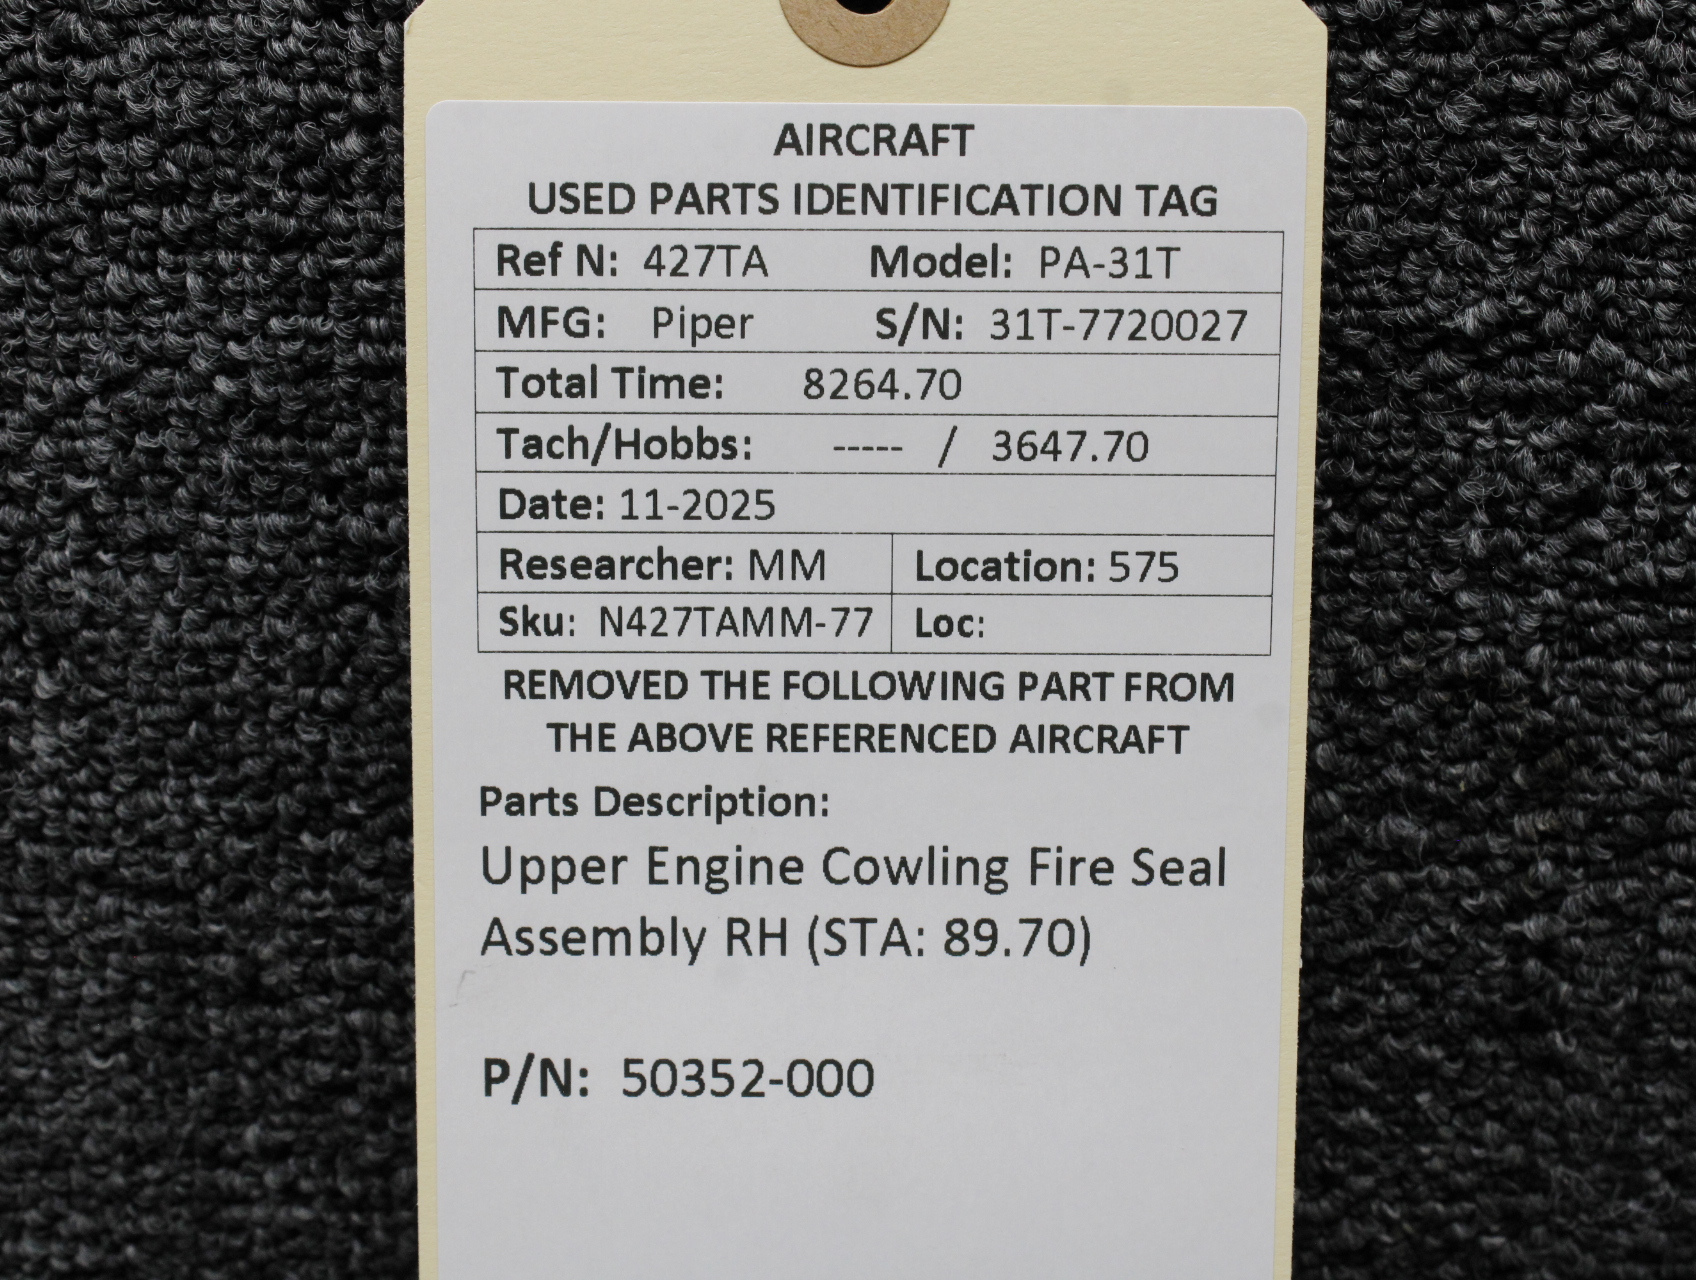 AIRCRAFT
USED PARTS IDENTIFICATION TAG
Ref N: 427TA Model: PA-31T
MFG: Piper S/N: 31T-7720027
Total Time: 8264.70
Tach/Hobbs: ----- / 3647.70
Date: 11-2025
Researcher: MM Location: 575
Sku: N427TAMM-77 Loc:
REMOVED THE FOLLOWING PART FROM
THE ABOVE REFERENCED AIRCRAFT
Parts Description:
Upper Engine Cowling Fire Seal
Assembly RH (STA: 89.70)
P/N: 50352-000